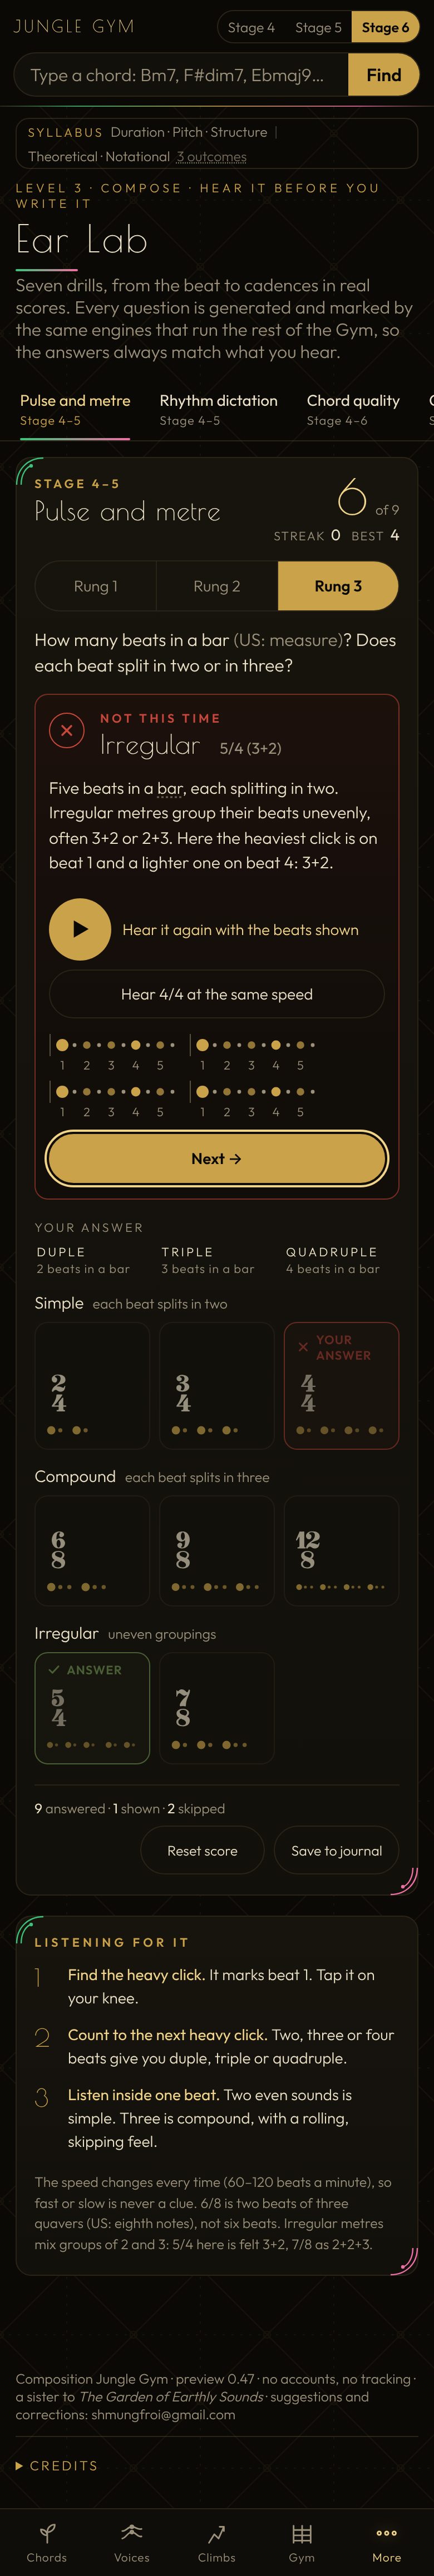 JUNGLE GYM
Stage 4 Stage 5 Stage 6
Type a chord: Bm7, F#dim7, Ebmaj9... Find
SYLLABUS Duration · Pitch · Structure |
Theoretical · Notational 3 outcomes
LEVEL 3 · COMPOSE · HEAR IT BEFORE YOU
WRITE IT
Ear Lab
Seven drills, from the beat to cadences in real
scores. Every question is generated and marked by
the same engines that run the rest of the Gym, so
the answers always match what you hear.
Pulse and metre Rhythm dictation Chord quality
Stage 4–5 Stage 4–5 Stage 4–6
STAGE 4–5
Pulse and metre
6 of 9
STREAK 0 BEST 4
Rung 1 Rung 2 Rung 3
How many beats in a bar (US: measure)? Does
each beat split in two or in three?
NOT THIS TIME
Irregular 5/4 (3+2)
Five beats in a bar, each splitting in two.
Irregular metres group their beats unevenly,
often 3+2 or 2+3. Here the heaviest click is on
beat 1 and a lighter one on beat 4: 3+2.
Hear it again with the beats shown
Hear 4/4 at the same speed
1 2 3 4 5 1 2 3 4 5
1 2 3 4 5 1 2 3 4 5
Next →
YOUR ANSWER
DUPLE TRIPLE QUADRUPLE
2 beats in a bar 3 beats in a bar 4 beats in a bar
Simple each beat splits in two
YOUR
ANSWER
2 3 4
4 4 4
Compound each beat splits in three
6 9 12
8 8 8
Irregular uneven groupings
ANSWER
5 7
4 8
9 answered · 1 shown · 2 skipped
Reset score Save to journal
LISTENING FOR IT
1 Find the heavy click. It marks beat 1. Tap it on
your knee.
2 Count to the next heavy click. Two, three or four
beats give you duple, triple or quadruple.
3 Listen inside one beat. Two even sounds is
simple. Three is compound, with a rolling,
skipping feel.
The speed changes every time (60–120 beats a minute), so
fast or slow is never a clue. 6/8 is two beats of three
quavers (US: eighth notes), not six beats. Irregular metres
mix groups of 2 and 3: 5/4 here is felt 3+2, 7/8 as 2+2+3.
Composition Jungle Gym · preview 0.47 · no accounts, no tracking ·
a sister to The Garden of Earthly Sounds · suggestions and
corrections: shmungfroi@gmail.com
CREDITS
Chords Voices Climbs Gym More